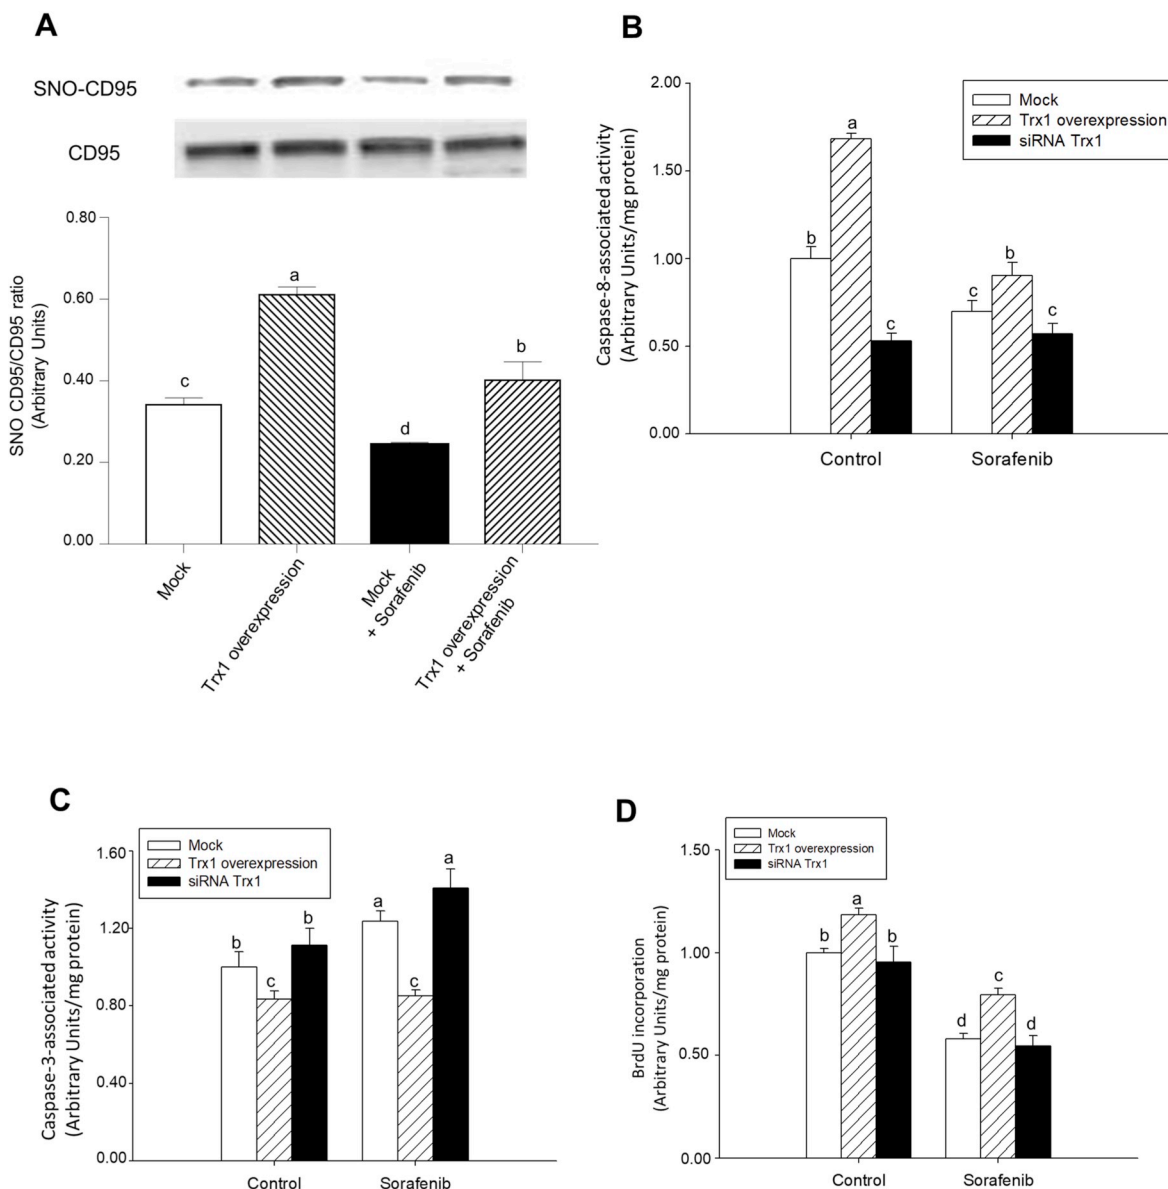 A
SNO-CD95
CD95
SNO CD95/CD95 ratio
(Arbitrary Units)
0.80
0.60
0.40
0.20
0.00
c
a
d
b
Mock
Trx1 overexpression
Mock
+ Sorafenib
Trx1 overexpression
+ Sorafenib
B
Caspase-8-associated activity
(Arbitrary Units/mg protein)
2.00
1.50
1.00
0.50
0.00
Mock
Trx1 overexpression
siRNA Trx1
b
a
c
c
b
c
Control
Sorafenib
C
Caspase-3-associated activity
(Arbitrary Units/mg protein)
1.60
1.20
0.80
0.40
0.00
Mock
Trx1 overexpression
siRNA Trx1
b
c
b
a
c
a
Control
Sorafenib
D
BrdU incorporation
(Arbitrary Units/mg protein)
1.50
1.00
0.50
0.00
Mock
Trx1 overexpression
siRNA Trx1
b
a
b
d
c
d
Control
Sorafenib